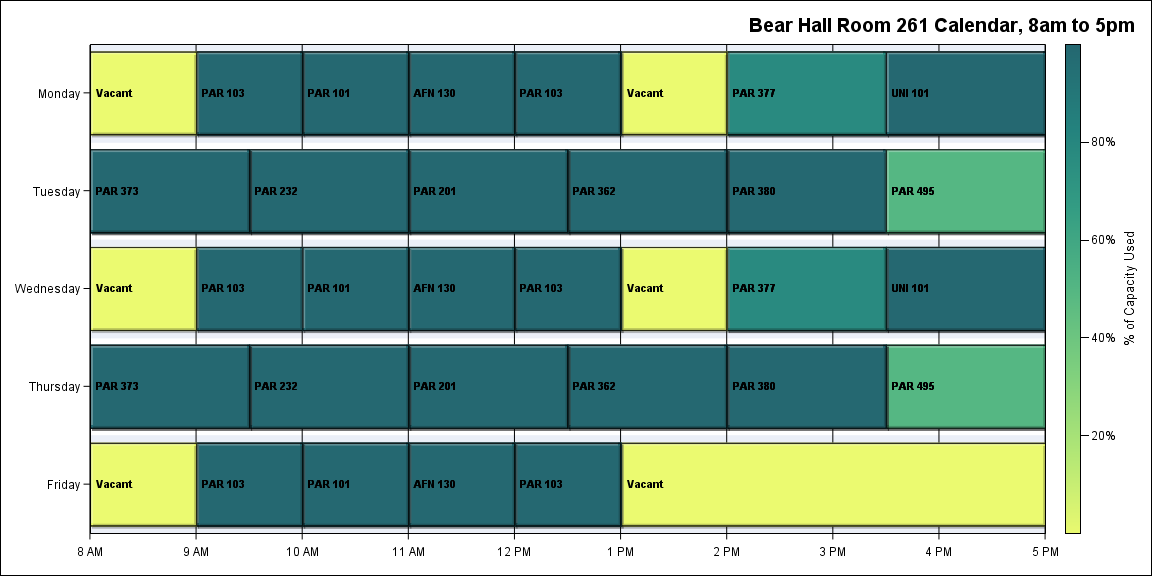 Bear Hall Room 261 Calendar, 8am to 5pm
Monday
Vacant
PAR 103
PAR 101
AFN 130
PAR 103
Vacant
PAR 377
UNI 101
Tuesday
PAR 373
PAR 232
PAR 201
PAR 362
PAR 380
PAR 495
Wednesday
Vacant
PAR 103
PAR 101
AFN 130
PAR 103
Vacant
PAR 377
UNI 101
Thursday
PAR 373
PAR 232
PAR 201
PAR 362
PAR 380
PAR 495
Friday
Vacant
PAR 103
PAR 101
AFN 130
PAR 103
Vacant
8 AM
9 AM
10 AM
11 AM
12 PM
1 PM
2 PM
3 PM
4 PM
5 PM
80%
60%
40%
20%
% of Capacity Used